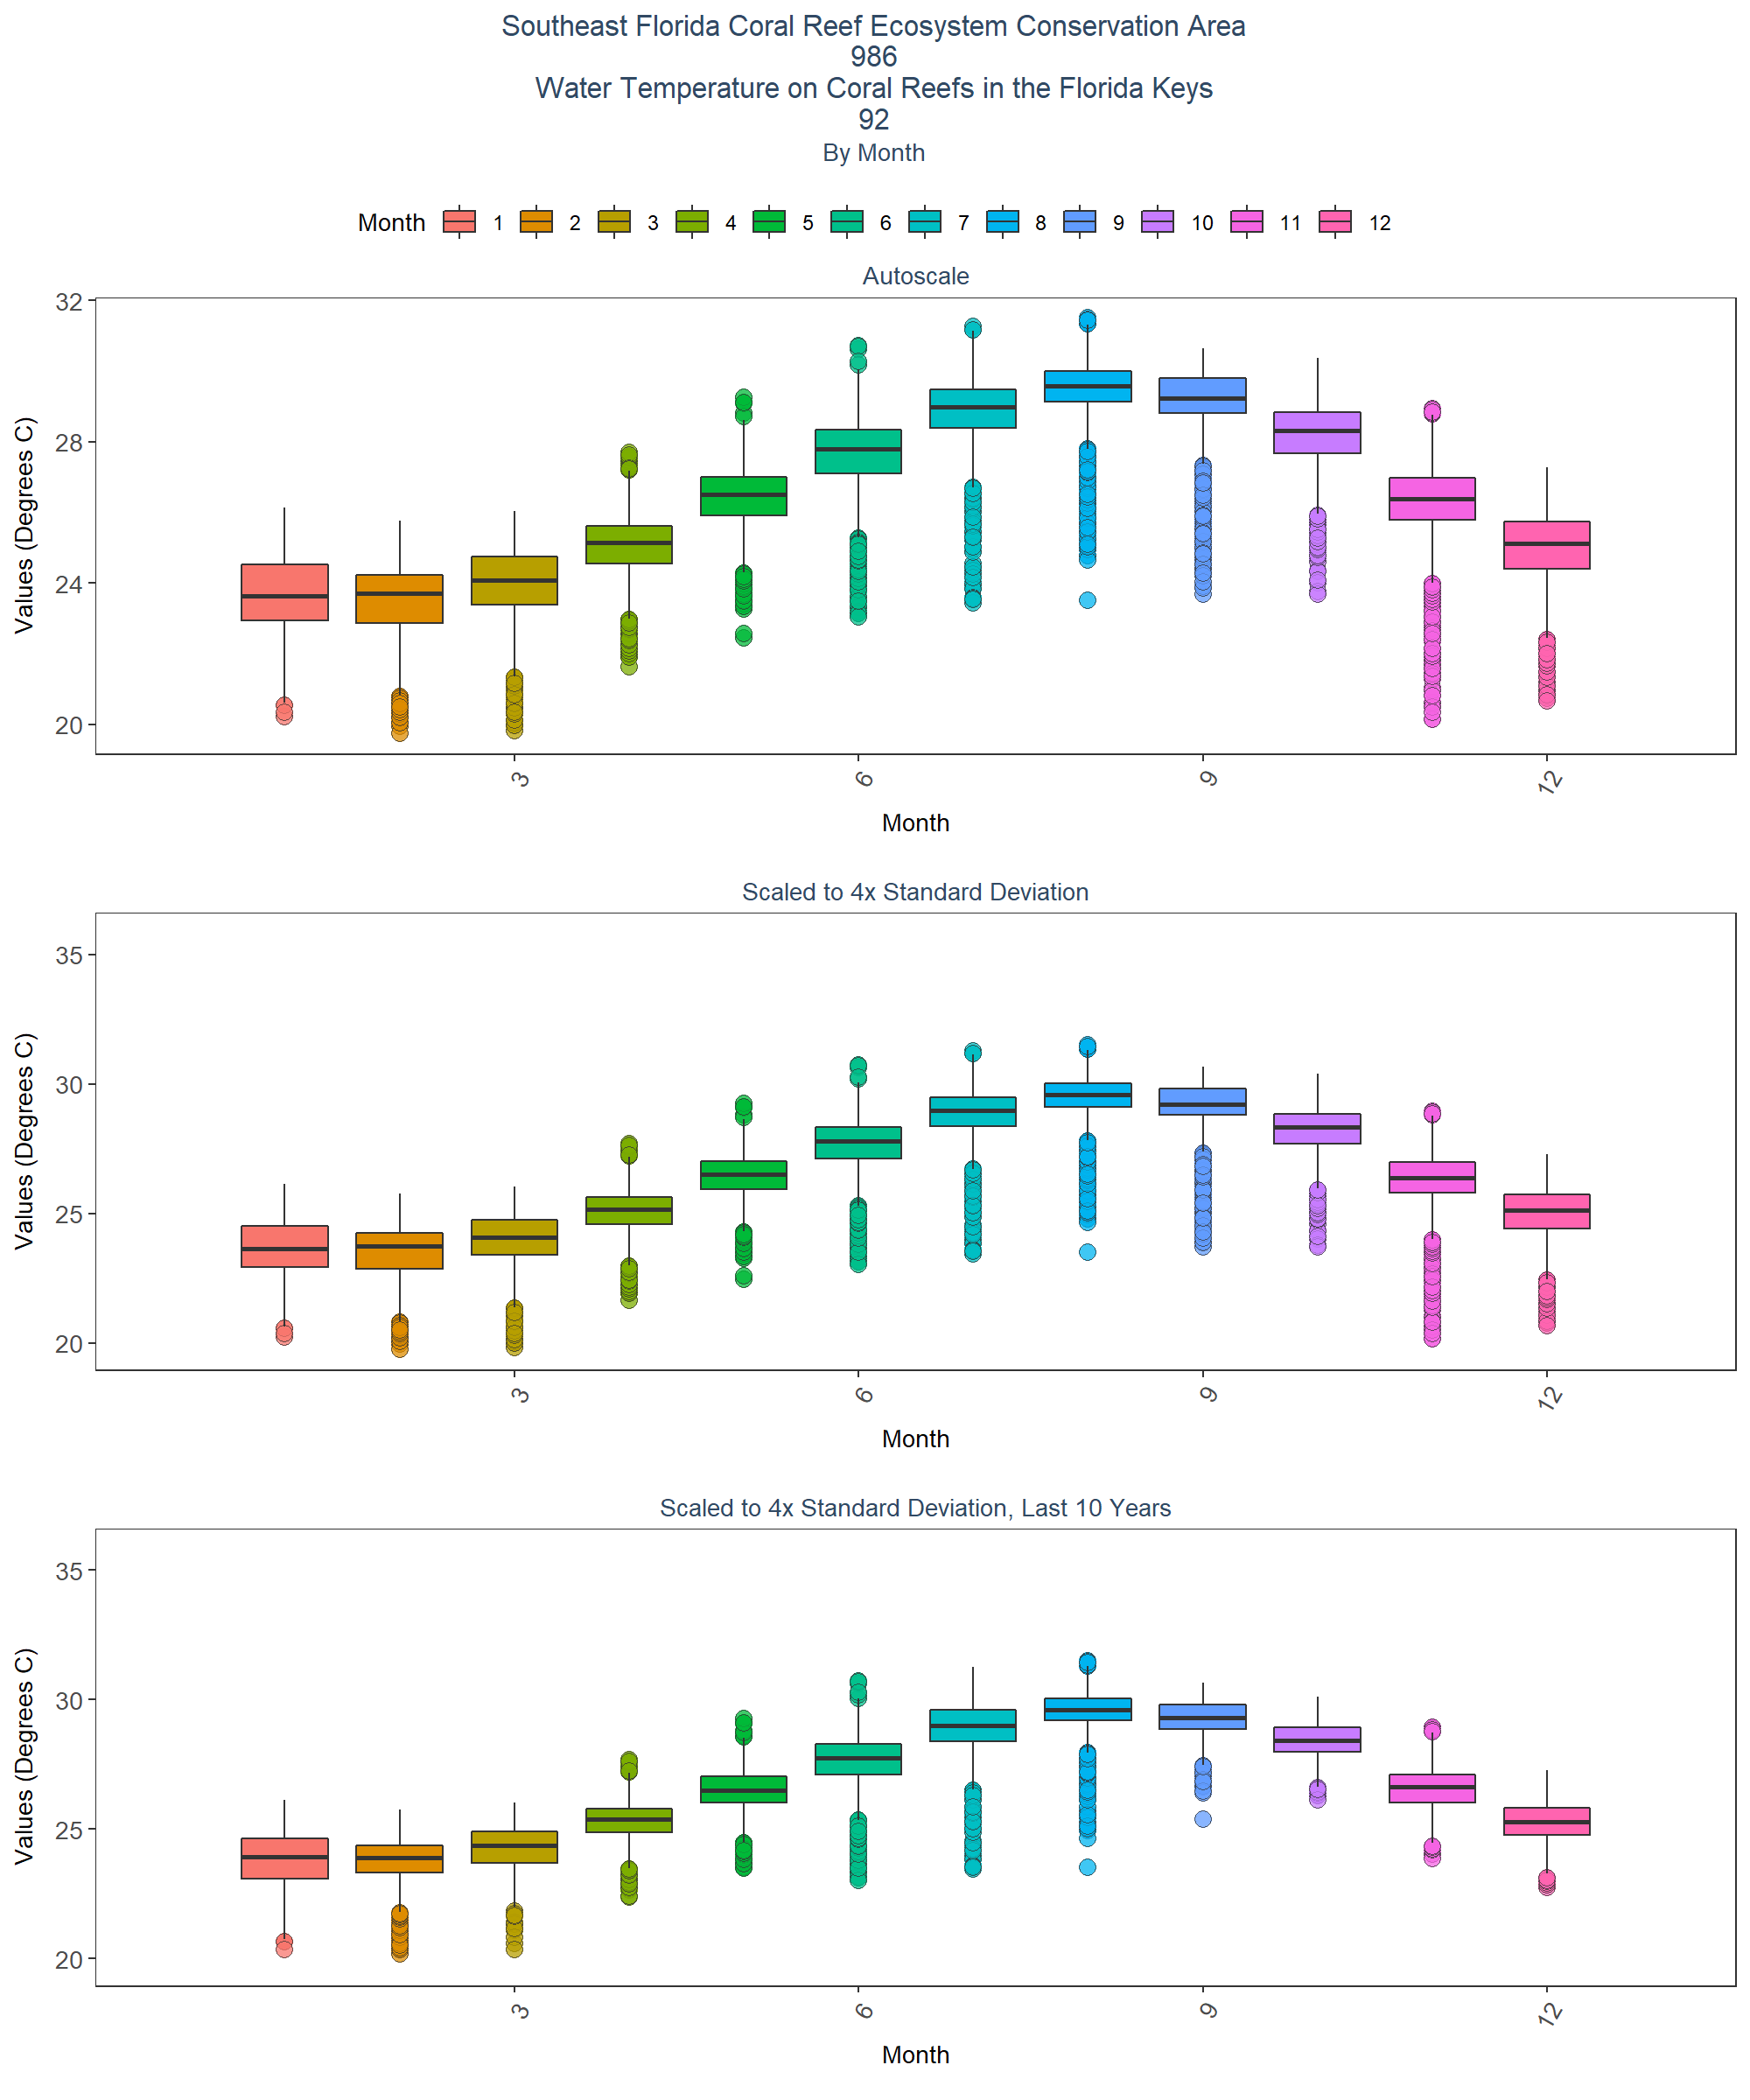 Southeast Florida Coral Reef Ecosystem Conservation Area
986
Water Temperature on Coral Reefs in the Florida Keys
92
By Month
Month 1 2 3 4 5 6 7 8 9 10 11 12
Autoscale
Values (Degrees C)
32
28
24
20
3 6 9 12
Month
Scaled to 4x Standard Deviation
Values (Degrees C)
35
30
25
20
3 6 9 12
Month
Scaled to 4x Standard Deviation, Last 10 Years
Values (Degrees C)
35
30
25
20
3 6 9 12
Month